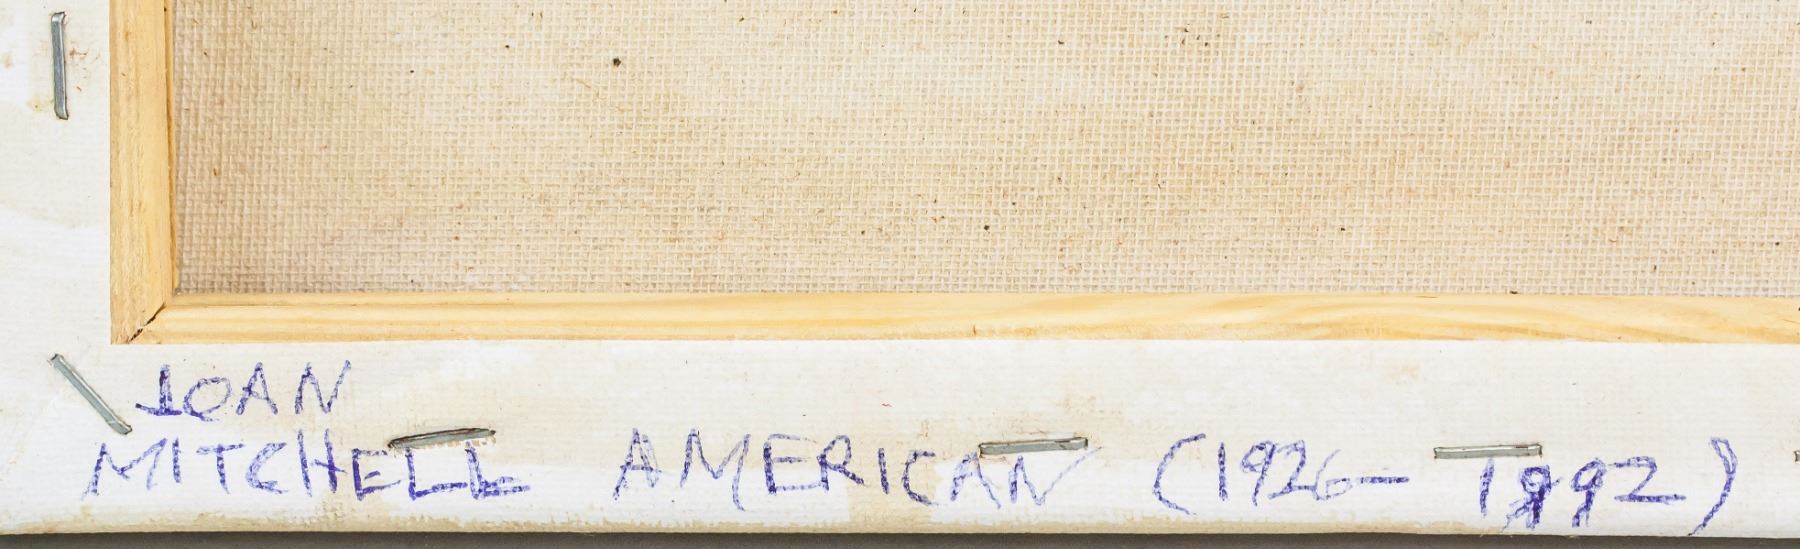 JOAN
MITCHELL AMERICAN (1926- 1992)